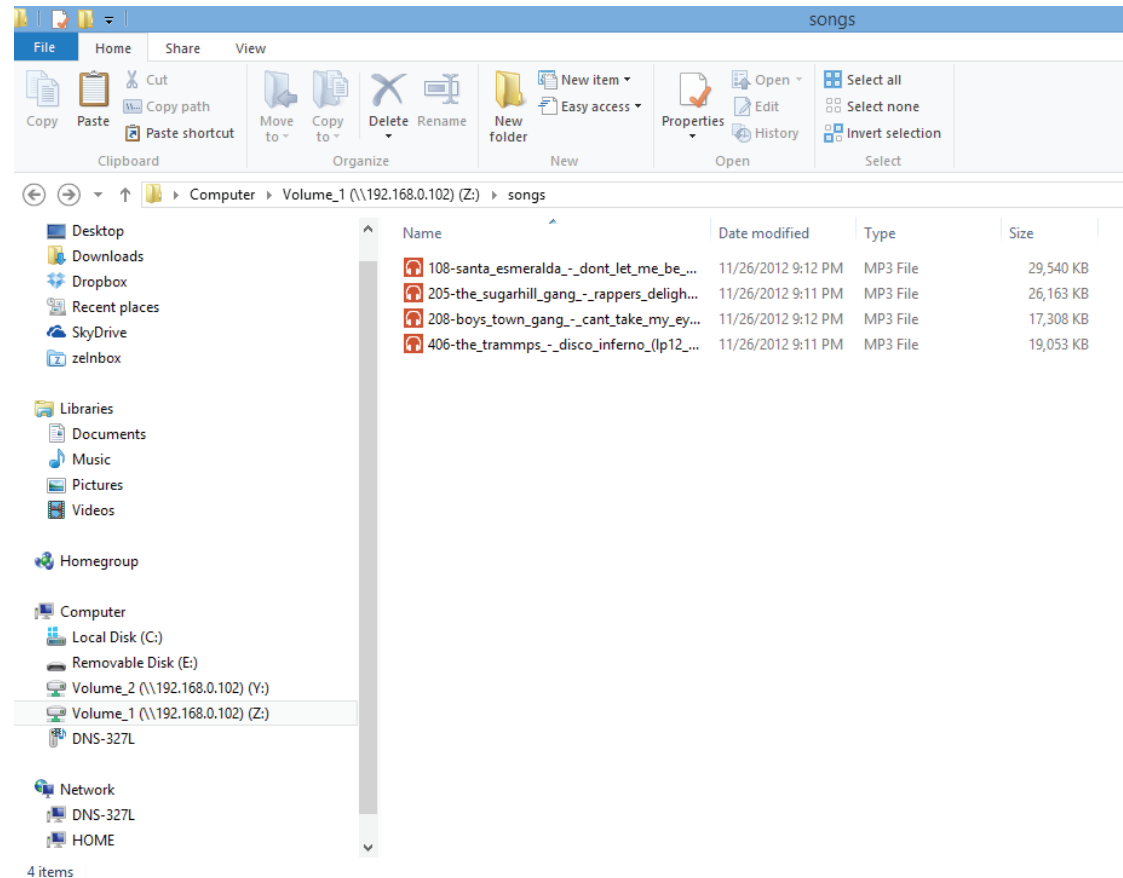 songs
File Home Share View
Copy
Paste
Cut
Copy path
Paste shortcut
Clipboard
Move to
Copy to
Delete
Rename
Organize
New folder
New item
Easy access
New
Properties
Open
Edit
History
Open
Select all
Select none
Invert selection
Select
Computer Volume_1 (\\192.168.0.102) (Z:) songs
Desktop
Downloads
Dropbox
Recent places
SkyDrive
zeInbox
Libraries
Documents
Music
Pictures
Videos
Homegroup
Computer
Local Disk (C:)
Removable Disk (E:)
Volume_2 (\\192.168.0.102) (Y:)
Volume_1 (\\192.168.0.102) (Z:)
DNS-327L
Network
DNS-327L
HOME
Name Date modified Type Size
108-santa_esmeralda_-_dont_let_me_be_... 11/26/2012 9:12 PM MP3 File 29,540 KB
205-the_sugarhill_gang_-_rappers_deligh... 11/26/2012 9:11 PM MP3 File 26,163 KB
208-boys_town_gang_-_cant_take_my_ey... 11/26/2012 9:12 PM MP3 File 17,308 KB
406-the_trammps_-_disco_inferno_(lp12_... 11/26/2012 9:11 PM MP3 File 19,053 KB
4 items